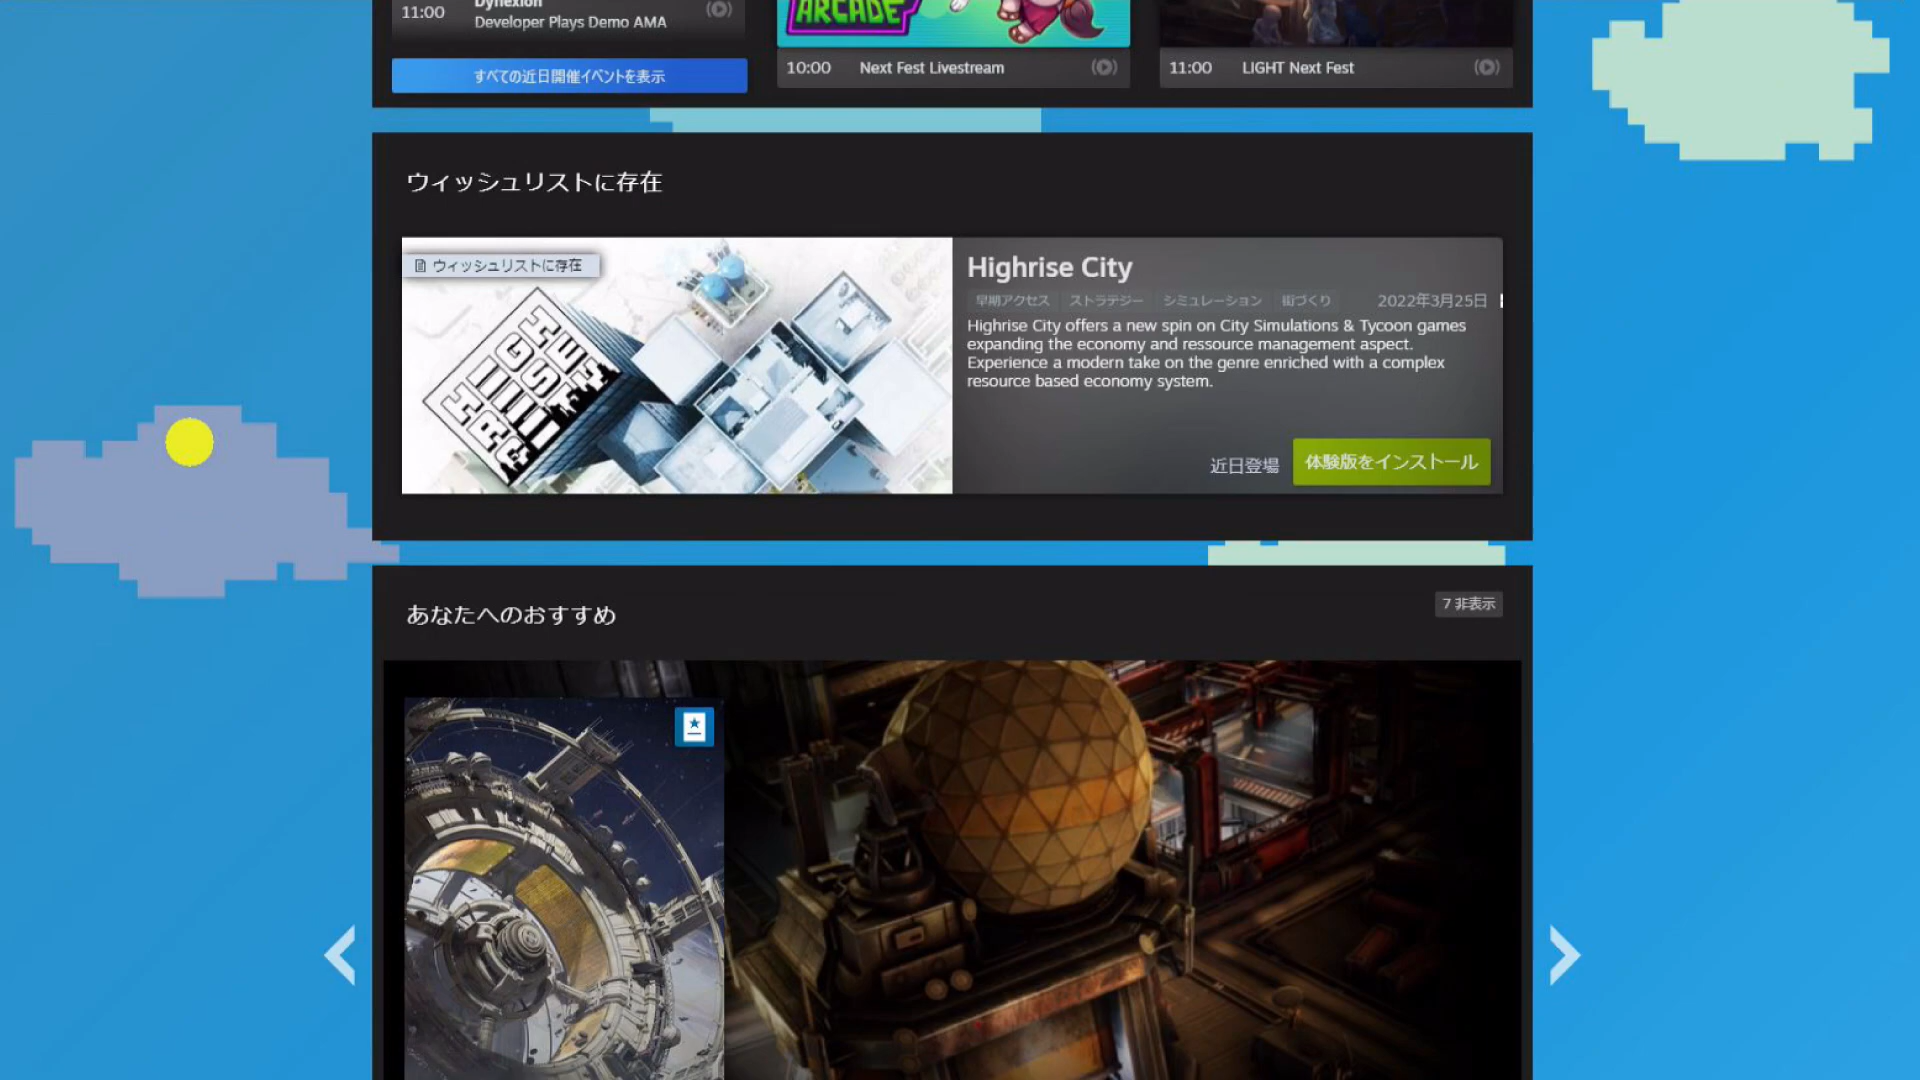 11:00
Dynexion
Developer Plays Demo AMA
すべての近日開催イベントを表示
ARCADE
10:00 Next Fest Livestream
11:00 LIGHT Next Fest
ウィッシュリストに存在
ウィッシュリストに存在
HIGHRISE CITY
Highrise City
早期アクセス ストラテジー シミュレーション 街づくり 2022年3月25日
Highrise City offers a new spin on City Simulations & Tycoon games
expanding the economy and ressource management aspect.
Experience a modern take on the genre enriched with a complex
resource based economy system.
近日登場 体験版をインストール
あなたへのおすすめ
7 非表示